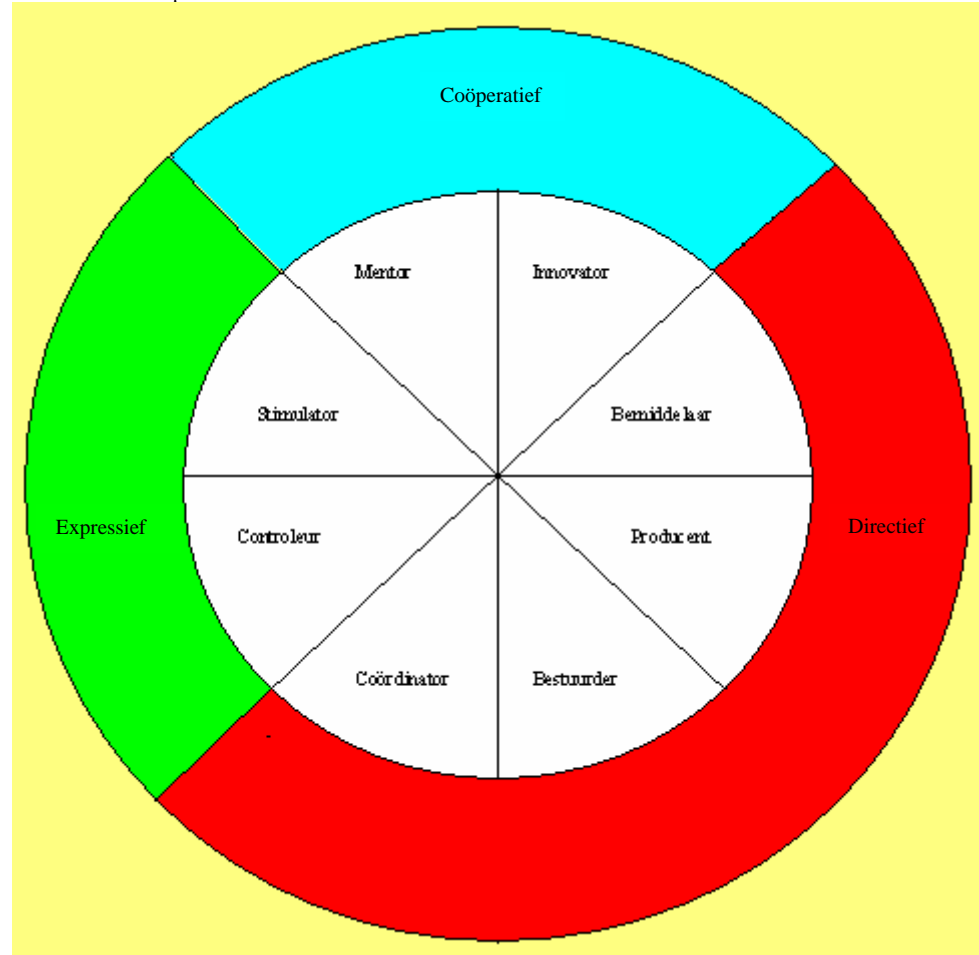 Coöperatief
Mentor
Innovator
Stimulator
Bemiddelaar
Expressief
Controleur
Producent
Directief
Coördinator
Bestuurder